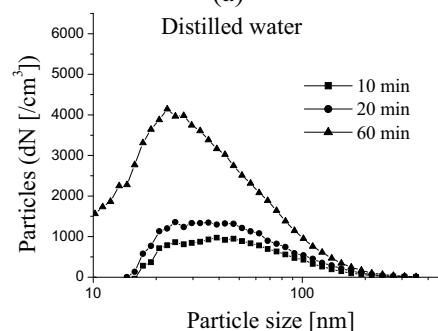 (a)
Distilled water
Particles (dN [/cm³]
6000
5000
4000
3000
2000
1000
0
10 min
20 min
60 min
10
100
Particle size [nm]